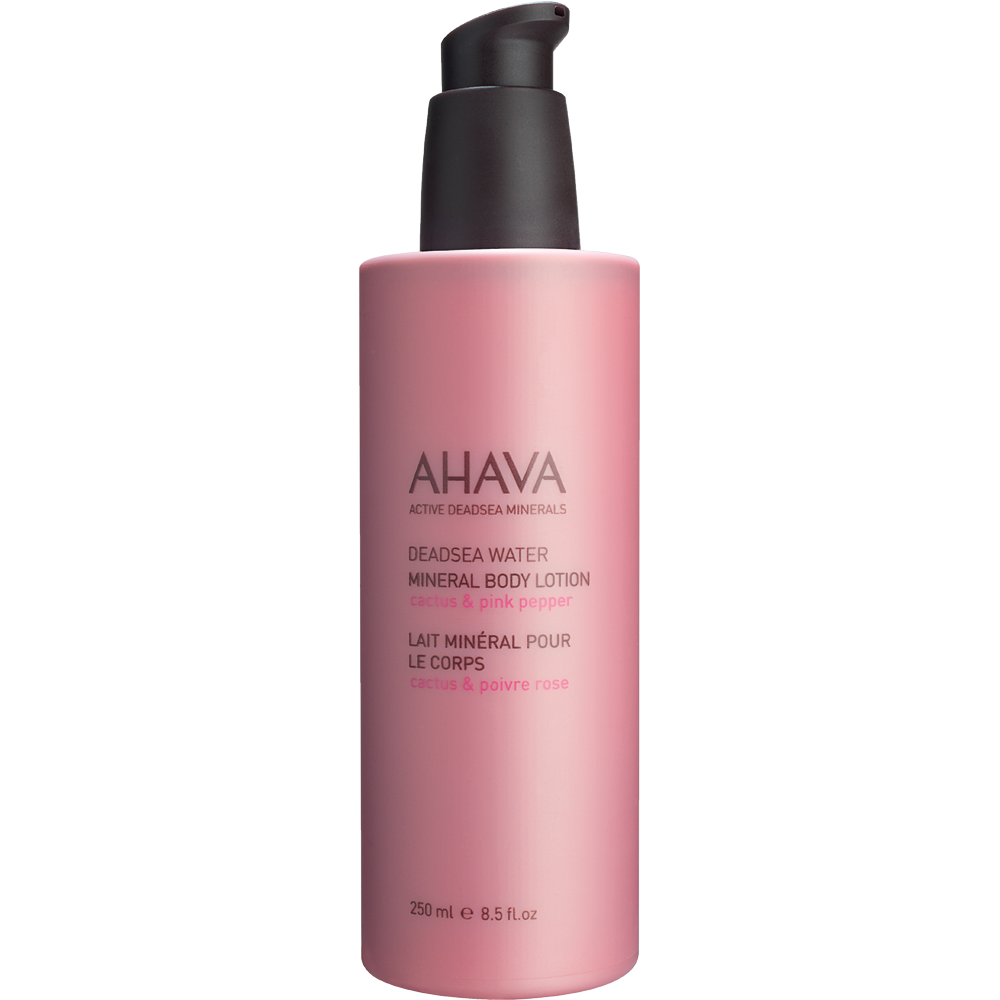 AHAVA
ACTIVE DEADSEA MINERALS
DEADSEA WATER
MINERAL BODY LOTION
cactus & pink pepper
LAIT MINÉRAL POUR
LE CORPS
cactus & poivre rose
250 ml ℮ 8.5 fl.oz